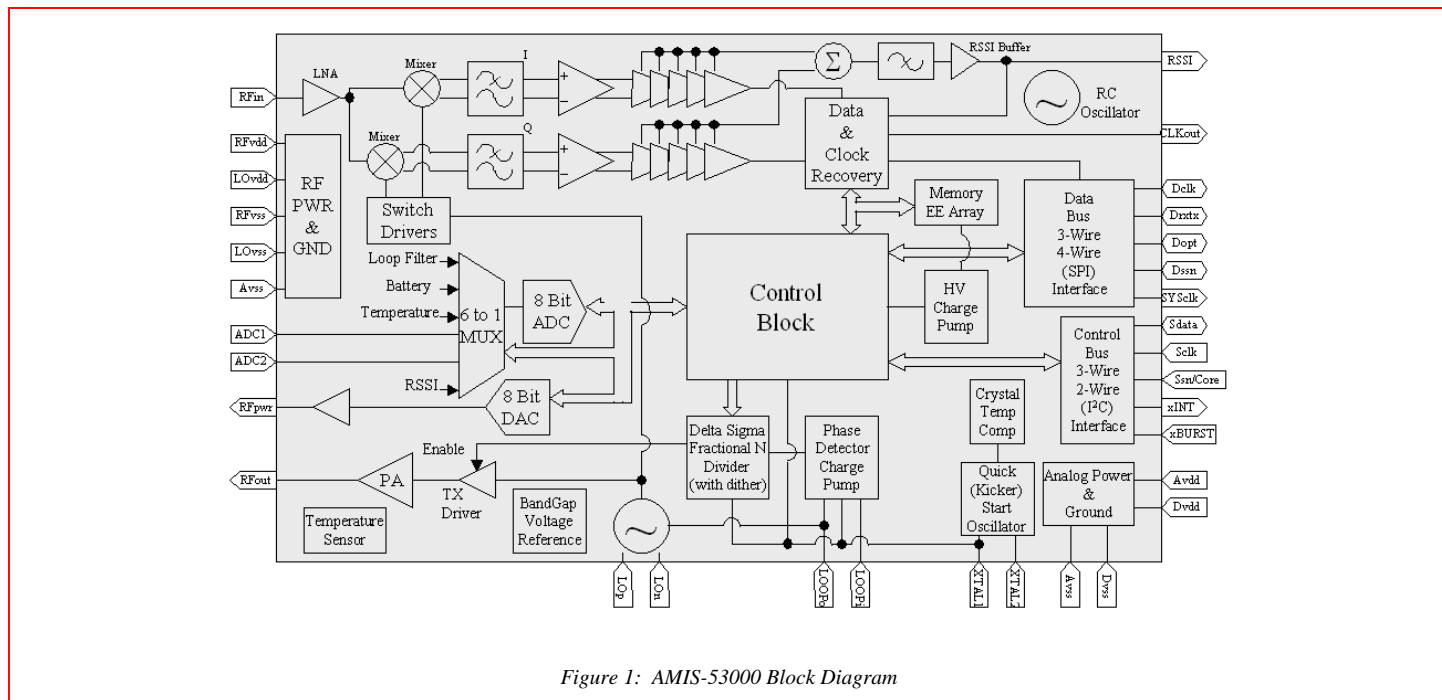 RSSI Buffer
LNA
Mixer
I
Σ
RSSI
RFin
RC
Oscillator
Data
&
Clock
Recovery
CLKout
RFvdd
Mixer
Q
LOvdd
RFvss
LOvss
Avss
RF
PWR
&
GND
Switch
Drivers
Memory
EE Array
Data
Bus
3-Wire
4-Wire
(SPI)
Interface
Dclk
Drxtx
Dopt
Dssn
SYSclk
Loop Filter
Battery
Temperature
6 to 1
MUX
8 Bit
ADC
Control
Block
HV
Charge
Pump
ADC1
ADC2
RSSI
8 Bit
DAC
Control
Bus
3-Wire
2-Wire
(I²C)
Interface
Sdata
Sclk
Ssn/Core
xINT
xBURST
RFpwr
Crystal
Temp
Comp
Enable
Delta Sigma
Fractional N
Divider
(with dither)
Phase
Detector
Charge
Pump
RFout
PA
TX
Driver
BandGap
Voltage
Reference
Temperature
Sensor
Quick
(Kicker)
Start
Oscillator
Analog Power
&
Ground
Avdd
Dvdd
LOp
LOn
LOOPo
LOOPi
XTAL1
XTAL2
Avss
Dvss
Figure 1: AMIS-53000 Block Diagram